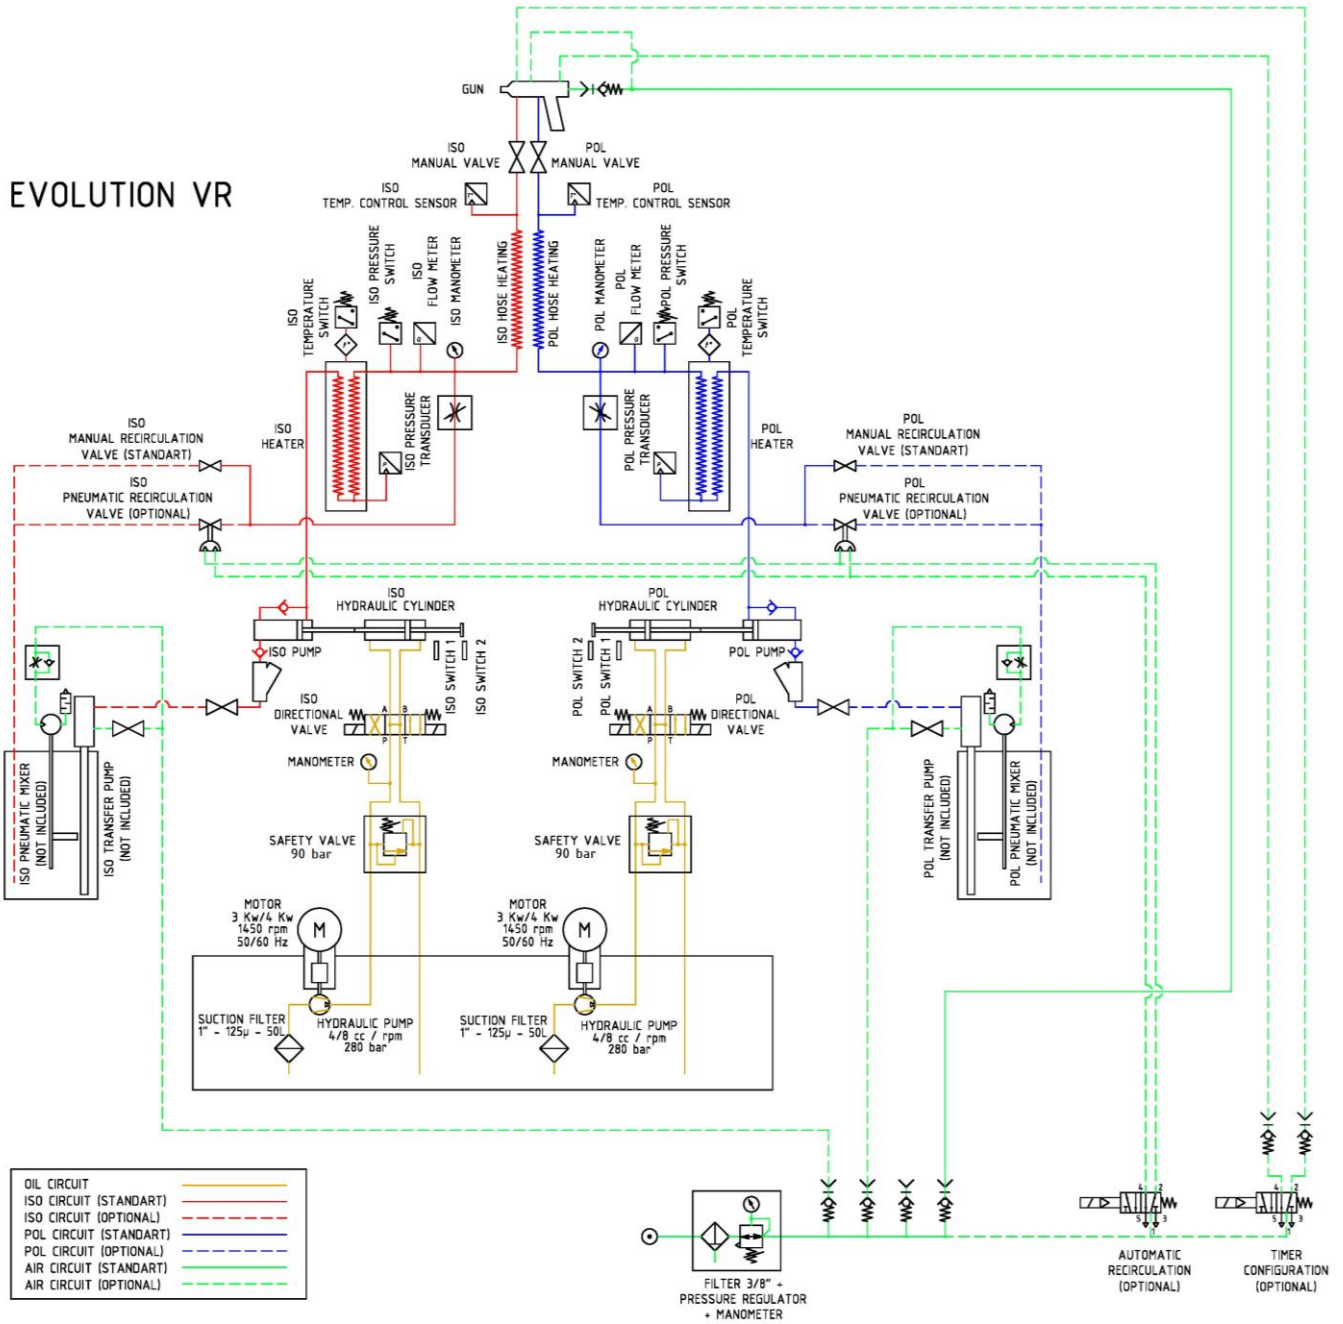 GUN
ISO
MANUAL VALVE
POL
MANUAL VALVE
EVOLUTION VR
ISO
TEMP. CONTROL SENSOR
POL
TEMP. CONTROL SENSOR
ISO
TEMPERATURE
SWITCH
ISO PRESSURE
SWITCH
ISO
FLOW METER
ISO MANOMETER
ISO HOSE HEATING
POL HOSE HEATING
POL MANOMETER
POL
FLOW METER
POL PRESSURE
SWITCH
POL
TEMPERATURE
SWITCH
ISO
HEATER
ISO PRESSURE
TRANSDUCER
POL PRESSURE
TRANSDUCER
POL
HEATER
ISO
MANUAL RECIRCULATION
VALVE (STANDART)
ISO
PNEUMATIC RECIRCULATION
VALVE (OPTIONAL)
POL
MANUAL RECIRCULATION
VALVE (STANDART)
POL
PNEUMATIC RECIRCULATION
VALVE (OPTIONAL)
ISO
HYDRAULIC CYLINDER
POL
HYDRAULIC CYLINDER
ISO PUMP
ISO SWITCH 1
ISO SWITCH 2
POL SWITCH 2
POL SWITCH 1
POL PUMP
ISO
DIRECTIONAL
VALVE
A B
P T
POL
DIRECTIONAL
VALVE
A B
P T
MANOMETER
MANOMETER
ISO PNEUMATIC MIXER
(NOT INCLUDED)
ISO TRANSFER PUMP
(NOT INCLUDED)
SAFETY VALVE
90 bar
SAFETY VALVE
90 bar
POL TRANSFER PUMP
(NOT INCLUDED)
POL PNEUMATIC MIXER
(NOT INCLUDED)
MOTOR
3 Kw/4 Kw
1450 rpm
50/60 Hz
M
MOTOR
3 Kw/4 Kw
1450 rpm
50/60 Hz
M
SUCTION FILTER
1" - 125µ - 50L
HYDRAULIC PUMP
4/8 cc / rpm
280 bar
SUCTION FILTER
1" - 125µ - 50L
HYDRAULIC PUMP
4/8 cc / rpm
280 bar
OIL CIRCUIT
ISO CIRCUIT (STANDART)
ISO CIRCUIT (OPTIONAL)
POL CIRCUIT (STANDART)
POL CIRCUIT (OPTIONAL)
AIR CIRCUIT (STANDART)
AIR CIRCUIT (OPTIONAL)
FILTER 3/8" +
PRESSURE REGULATOR
+ MANOMETER
4 2
5 3
1
AUTOMATIC
RECIRCULATION
(OPTIONAL)
4 2
5 3
1
TIMER
CONFIGURATION
(OPTIONAL)